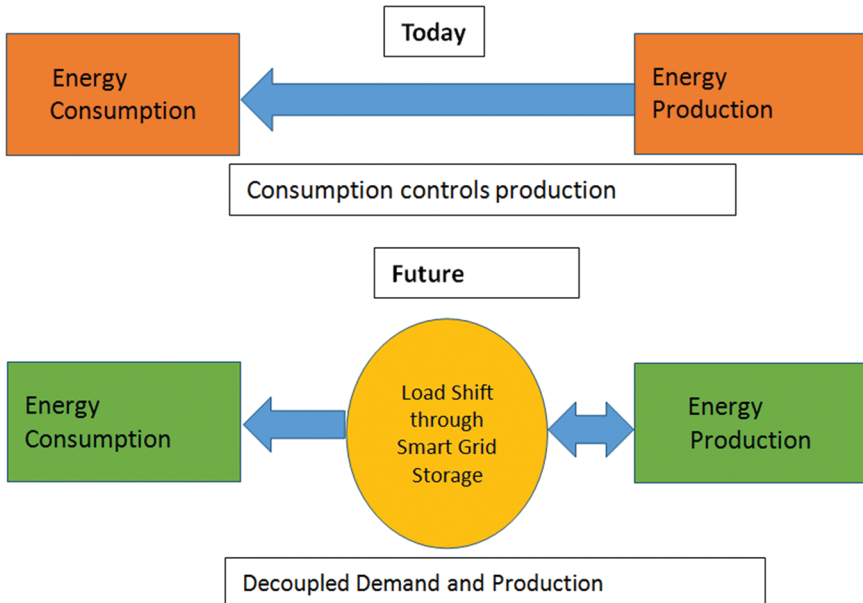 Today
Energy
Consumption
Energy
Production
Consumption controls production
Future
Energy
Consumption
Load Shift
through
Smart Grid
Storage
Energy
Production
Decoupled Demand and Production